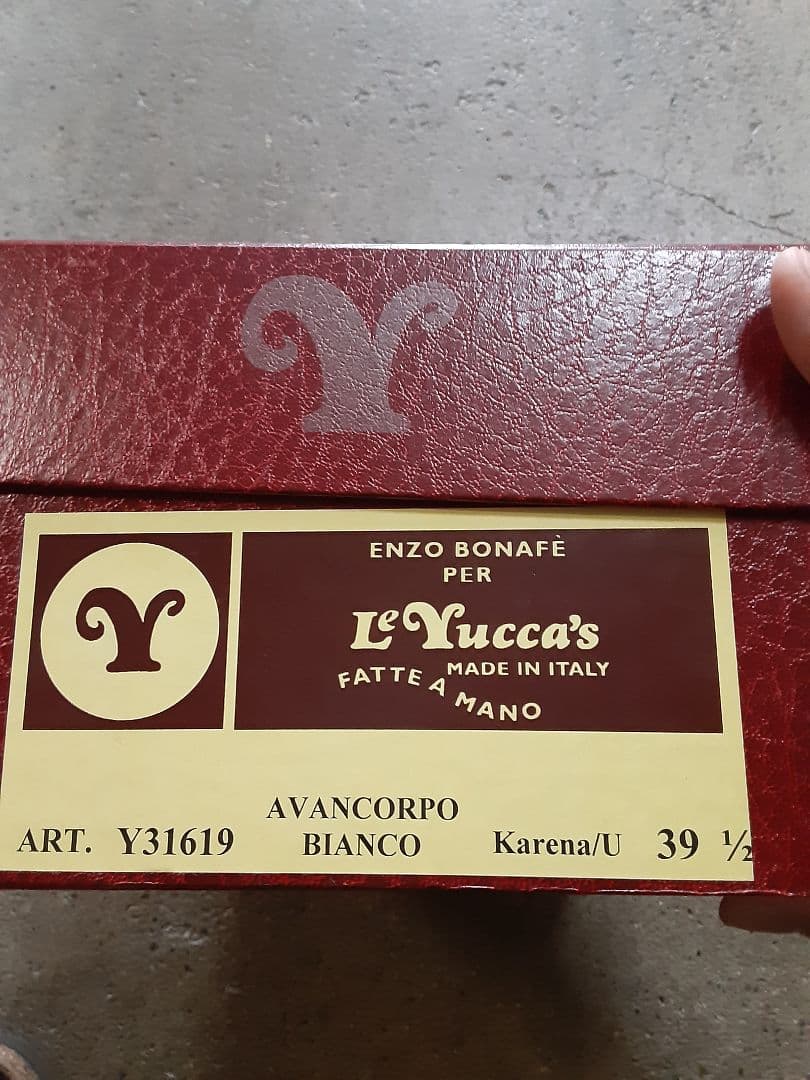 Y
Y
ENZO BONAFÈ
PER
Le Yucca's
MADE IN ITALY
FATTE A MANO
AVANCORPO
ART. Y31619 BIANCO Karena/U 39 ½